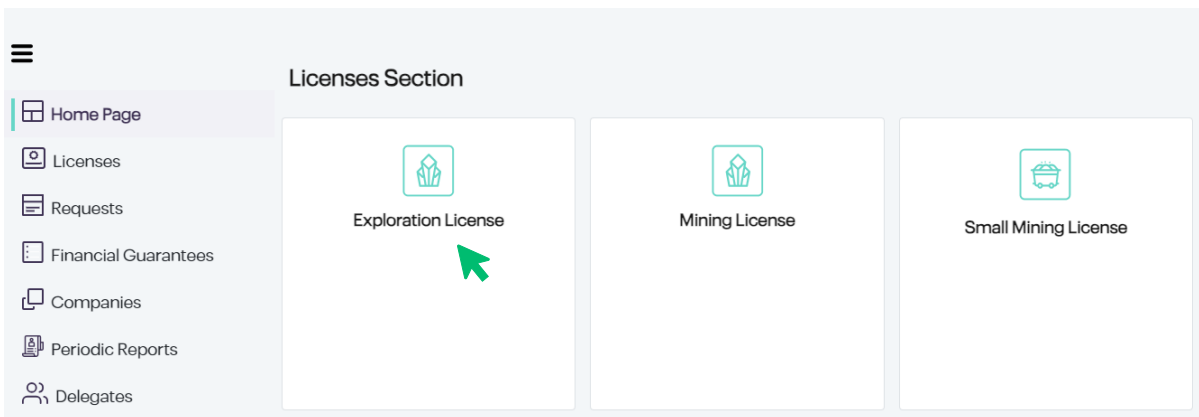 Licenses Section
Home Page
Licenses
Requests
Financial Guarantees
Companies
Periodic Reports
Delegates
Exploration License
Mining License
Small Mining License